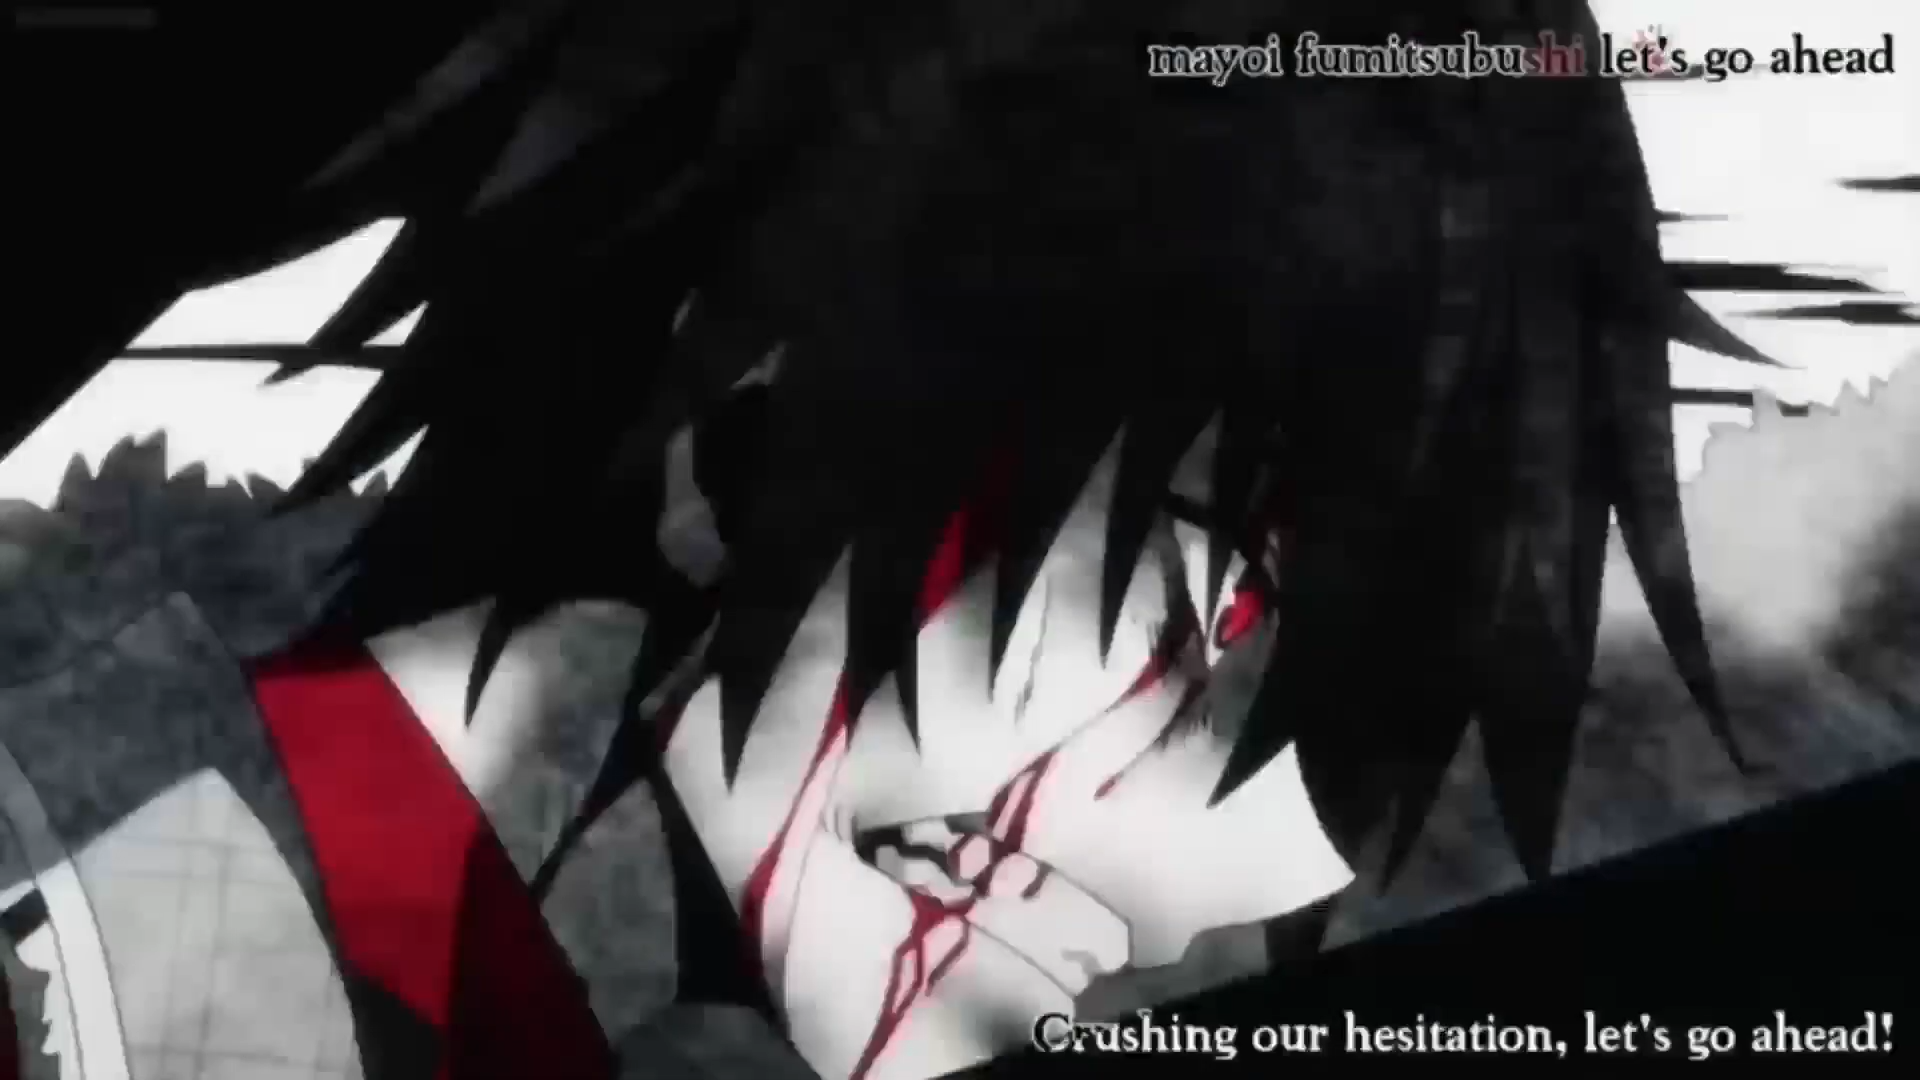 mayoi fumitsubushi let's go ahead
Crushing our hesitation, let's go ahead!